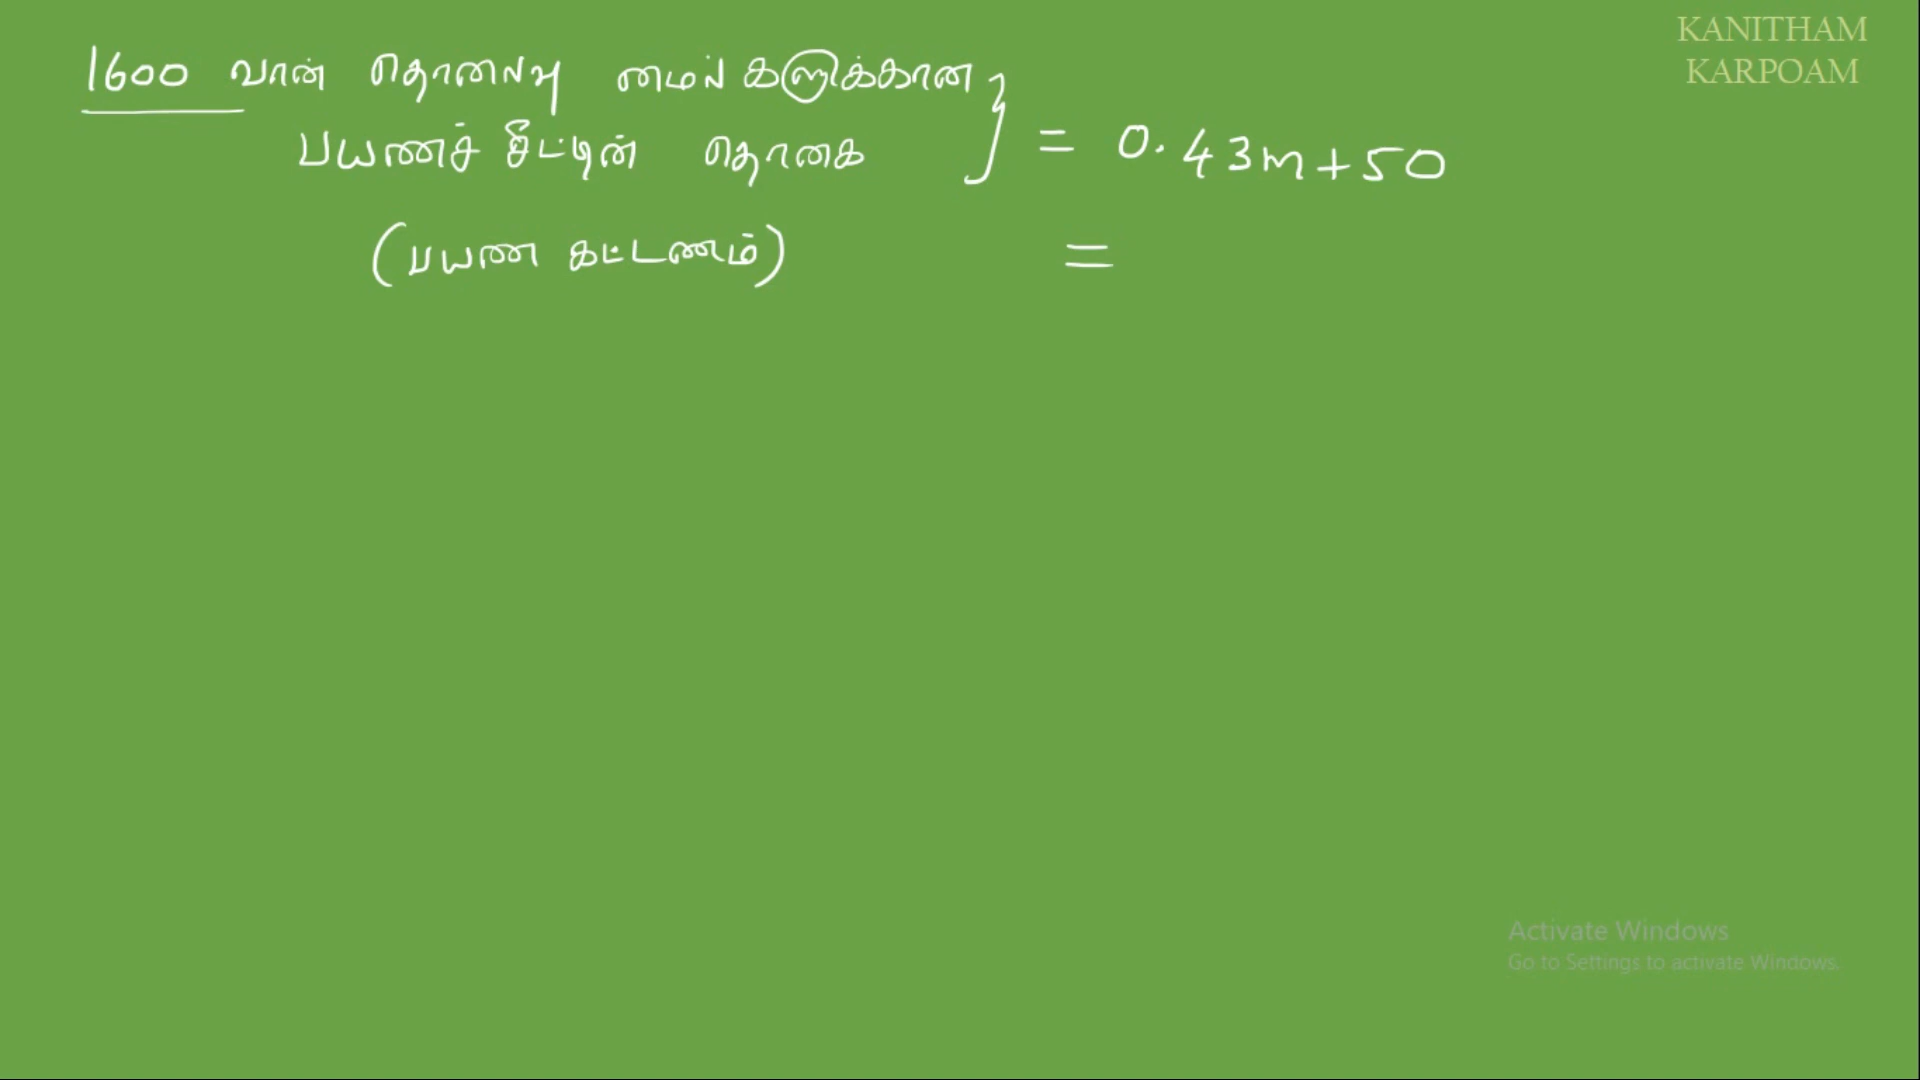 KANITHAM
KARPOAM
1600 வான் தொலைவு மைல்களுக்கான
பயணச் சீட்டின் தொகை } = 0.43m+50
(பயண கட்டணம்) =
Activate Windows
Go to Settings to activate Windows.